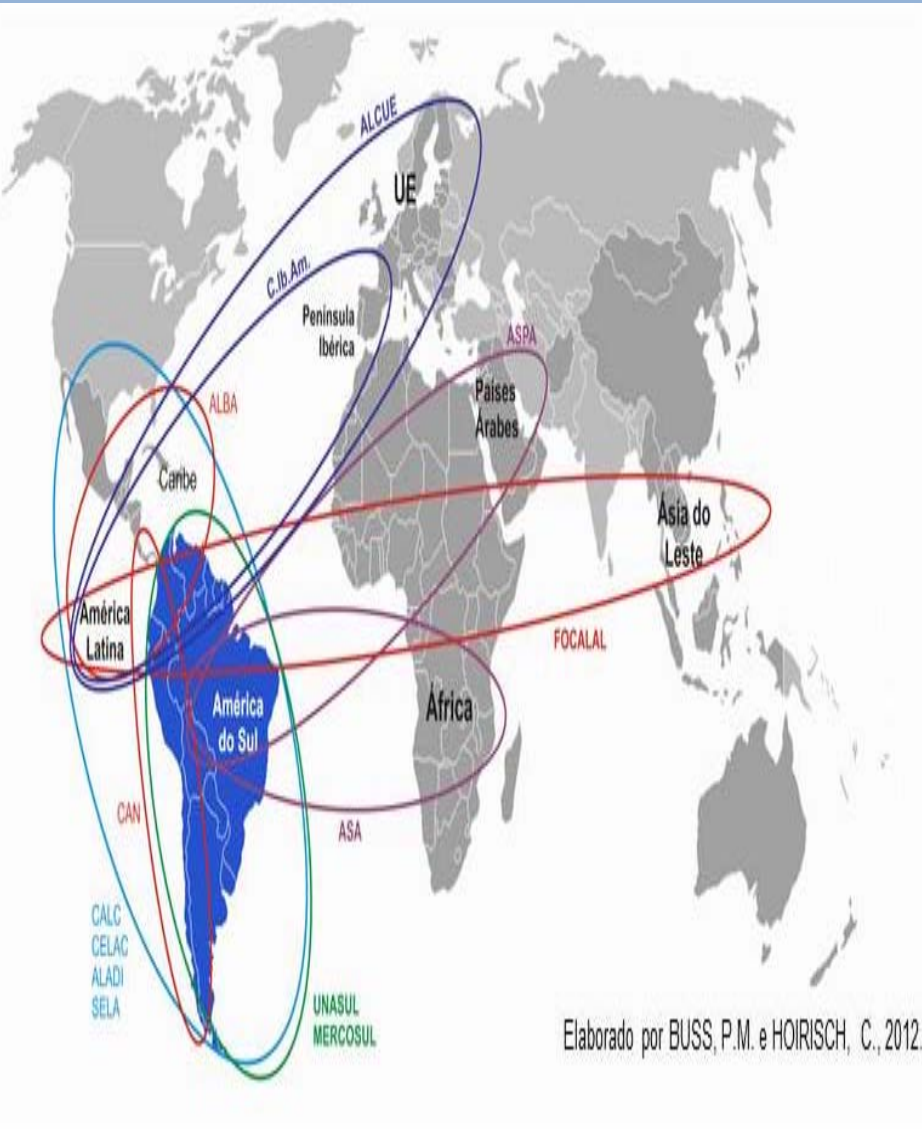 ALCUE
UE
C.Ib.Am.
Península
Ibérica
ASPA
Países
Árabes
ALBA
Caribe
Ásia do
Leste
América
Latina
FOCALAL
América
do Sul
África
CAN
ASA
CALC
CELAC
ALADI
SELA
UNASUL
MERCOSUL
Elaborado por BUSS, P.M. e HOIRISCH, C., 2012.